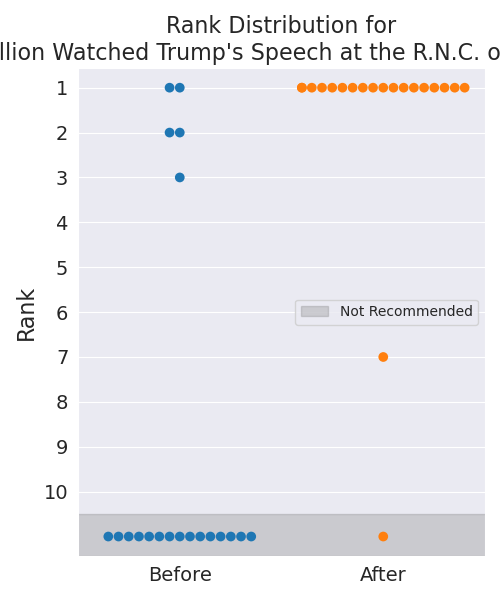 Rank Distribution for
llion Watched Trump's Speech at the R.N.C. o
1
2
3
4
5
6
7
8
9
10
Rank
Not Recommended
Before
After